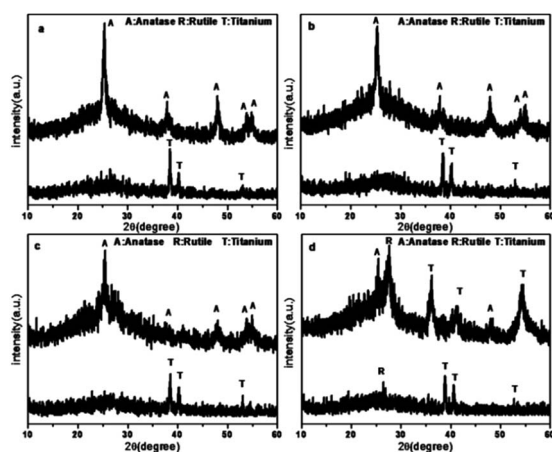 a A:Anatase R:Rutile T:Titanium
A
A
A
A
A
T
T
T
intensity(a.u.)
10 20 30 40 50 60
2θ(degree)
b A:Anatase R:Rutile T:Titanium
A
A
A
A
A
T
T
T
intensity(a.u.)
10 20 30 40 50 60
2θ(degree)
c A:Anatase R:Rutile T:Titanium
A
A
A
A
A
T
T
T
intensity(a.u.)
10 20 30 40 50 60
2θ(degree)
d A:Anatase R:Rutile T:Titanium
A
R
T
T
A
T
R
T
T
T
intensity(a.u.)
10 20 30 40 50 60
2θ(degree)